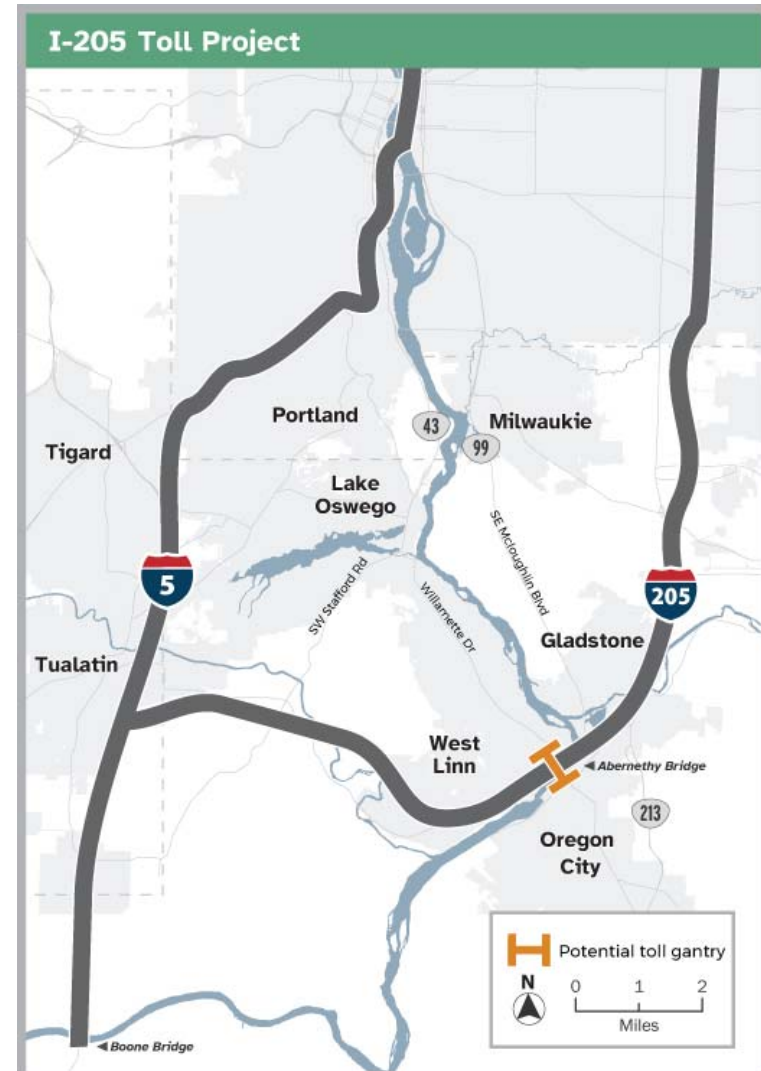 I-205 Toll Project
Portland
43
Milwaukie
99
Tigard
Lake
Oswego
SE Mcloughlin Blvd
5
SW Stafford Rd
Willamette Dr
205
Gladstone
Tualatin
West
Linn
Abernethy Bridge
213
Oregon
City
Potential toll gantry
N
0 1 2
Miles
Boone Bridge